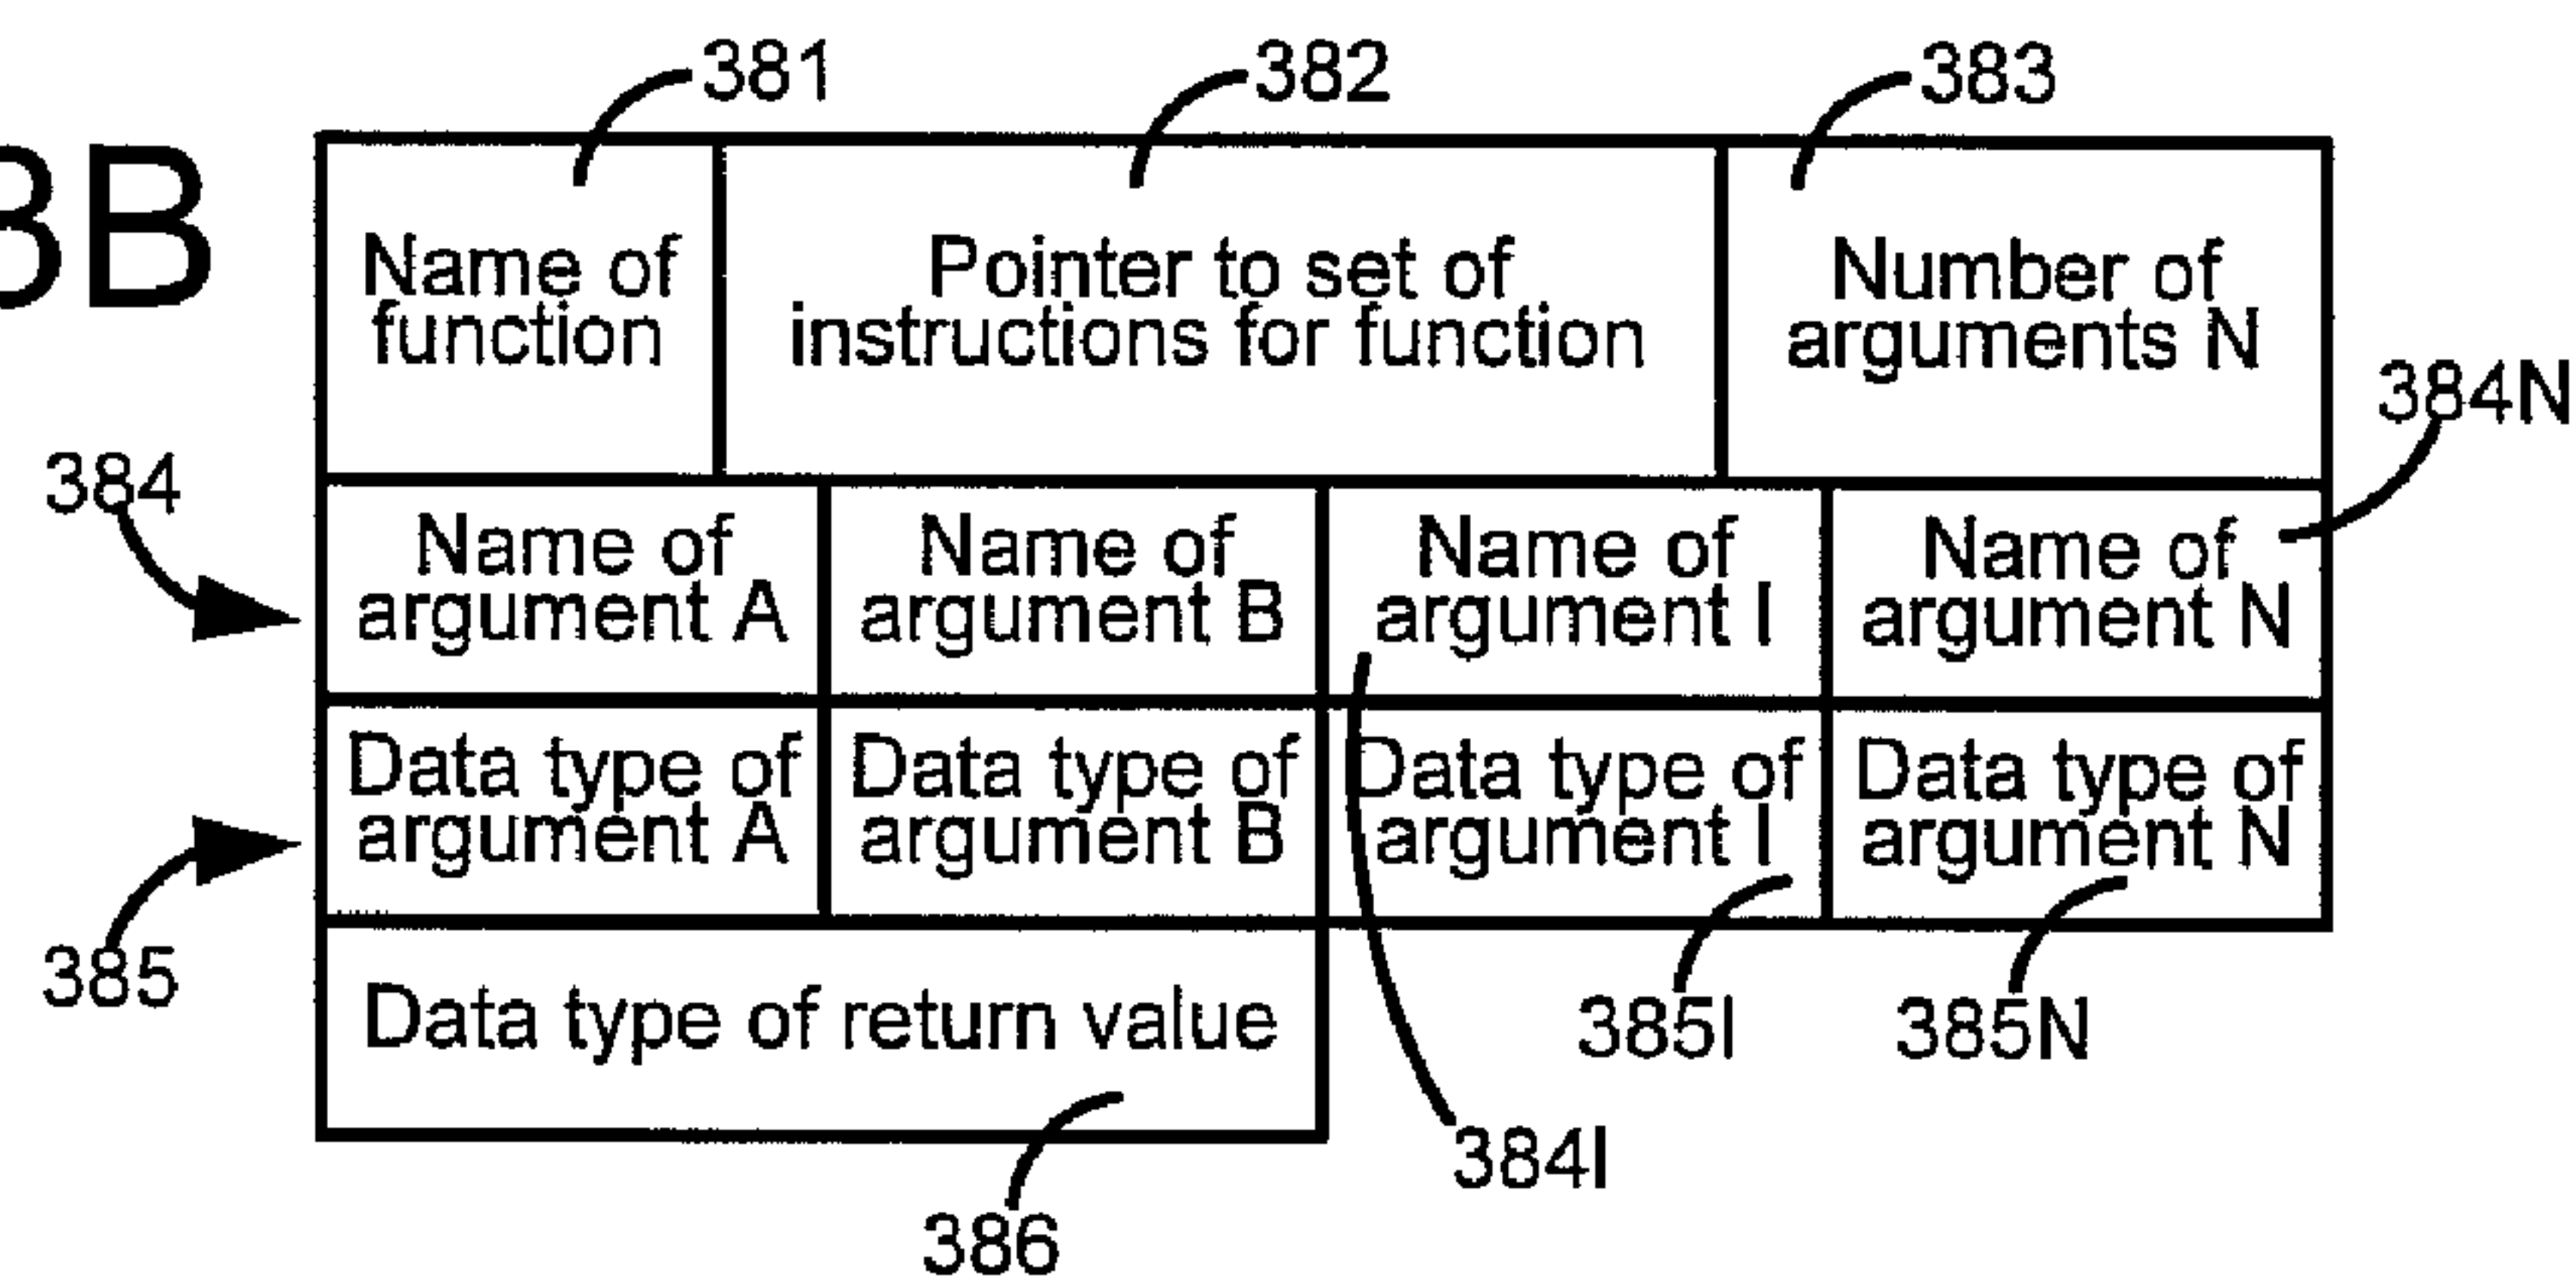 381 382 383
3B
Name of
function
Pointer to set of
instructions for function
Number of
arguments N
384N
384
Name of
argument A
Name of
argument B
Name of
argument I
Name of
argument N
Data type of
argument A
Data type of
argument B
Data type of
argument I
Data type of
argument N
385
Data type of return value
385I 385N
384I
386